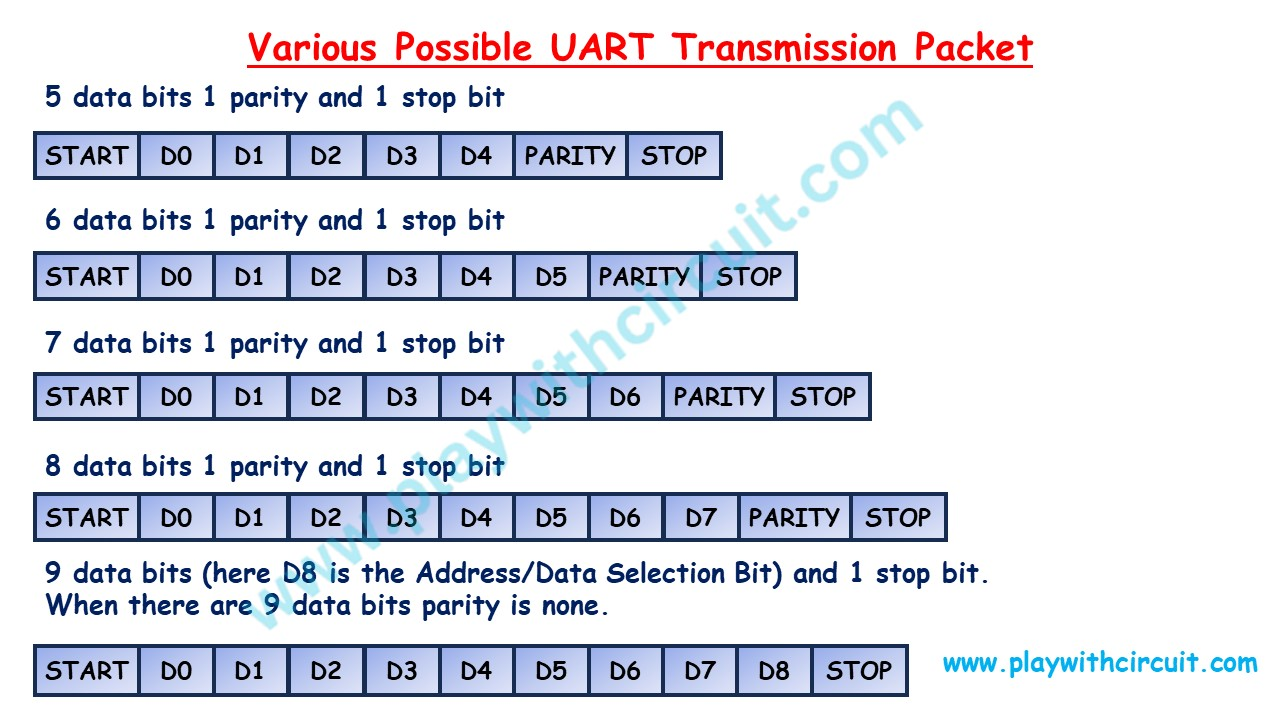 Various Possible UART Transmission Packet
5 data bits 1 parity and 1 stop bit
START D0 D1 D2 D3 D4 PARITY STOP
6 data bits 1 parity and 1 stop bit
START D0 D1 D2 D3 D4 D5 PARITY STOP
7 data bits 1 parity and 1 stop bit
START D0 D1 D2 D3 D4 D5 D6 PARITY STOP
8 data bits 1 parity and 1 stop bit
START D0 D1 D2 D3 D4 D5 D6 D7 PARITY STOP
9 data bits (here D8 is the Address/Data Selection Bit) and 1 stop bit.
When there are 9 data bits parity is none.
START D0 D1 D2 D3 D4 D5 D6 D7 D8 STOP
www.playwithcircuit.com
www.playwithcircuit.com